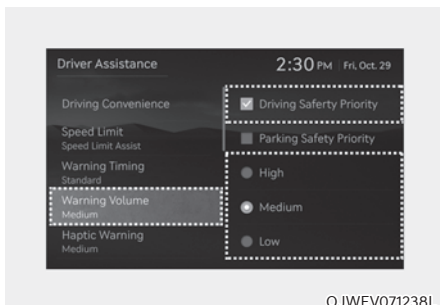 Driver Assistance
2:30 PM Fri, Oct. 29
Driving Convenience
Speed Limit
Speed Limit Assist
Warning Timing
Standard
Warning Volume
Medium
Haptic Warning
Medium
Driving Saferty Priority
Parking Safety Priority
High
Medium
Low
OJWEV071238L